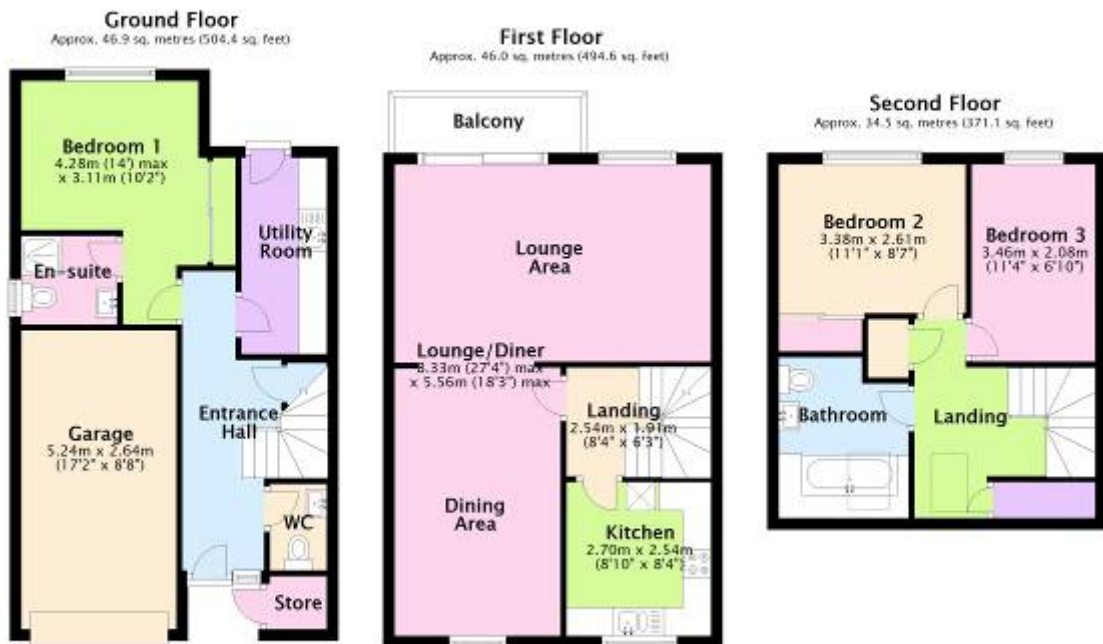 Ground Floor
Approx. 46.9 sq. metres (504.4 sq. feet)
Bedroom 1
4.28m (14') max
x 3.11m (10'2")
Utility
Room
En-suite
Garage
5.24m x 2.64m
(17'2" x 8'8")
Entrance
Hall
WC
Store
First Floor
Approx. 46.0 sq. metres (494.6 sq. feet)
Balcony
Lounge
Area
Lounge/Diner
8.33m (27'4") max
x 5.56m (18'3") max
Landing
2.54m x 1.91m
(8'4" x 6'3")
Dining
Area
Kitchen
2.70m x 2.54m
(8'10" x 8'4")
Second Floor
Approx. 34.5 sq. metres (371.1 sq. feet)
Bedroom 2
3.38m x 2.61m
(11'1" x 8'7")
Bedroom 3
3.46m x 2.08m
(11'4" x 6'10")
Bathroom
Landing